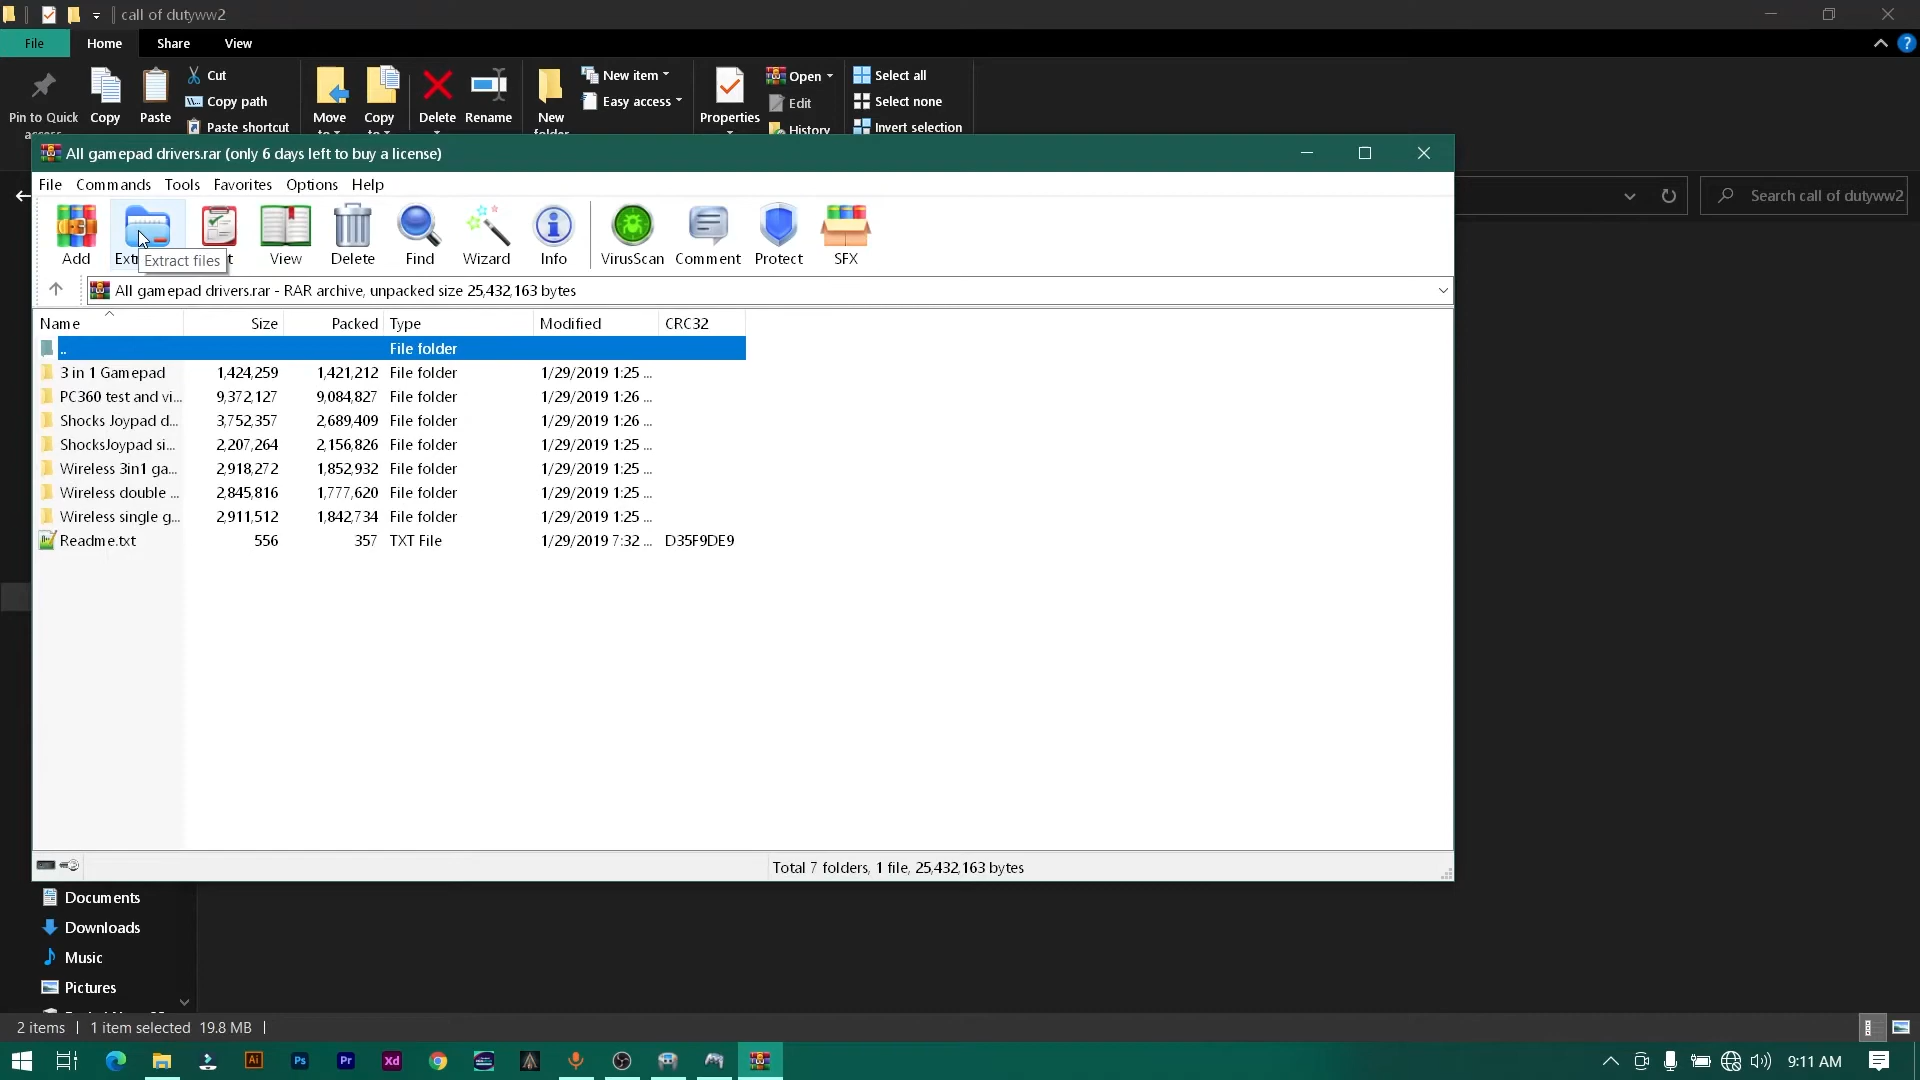 call of dutyww2
File Home Share View
Pin to Quick
Copy
Paste
Cut
Copy path
Paste shortcut
Move
Copy
Delete
Rename
New
New item
Easy access
Properties
Open
Edit
History
Select all
Select none
Invert selection
All gamepad drivers.rar (only 6 days left to buy a license)
File Commands Tools Favorites Options Help
Search call of dutyww2
Add View Delete Find Wizard Info VirusScan Comment Protect SFX
Extract files
All gamepad drivers.rar - RAR archive, unpacked size 25,432,163 bytes
Name Size Packed Type Modified CRC32
.. File folder
3 in 1 Gamepad 1,424,259 1,421,212 File folder 1/29/2019 1:25 ...
PC360 test and vi... 9,372,127 9,084,827 File folder 1/29/2019 1:26 ...
Shocks Joypad d... 3,752,357 2,689,409 File folder 1/29/2019 1:26 ...
ShocksJoypad si... 2,207,264 2,156,826 File folder 1/29/2019 1:25 ...
Wireless 3in1 ga... 2,918,272 1,852,932 File folder 1/29/2019 1:25 ...
Wireless double ... 2,845,816 1,777,620 File folder 1/29/2019 1:25 ...
Wireless single g... 2,911,512 1,842,734 File folder 1/29/2019 1:25 ...
Readme.txt 556 357 TXT File 1/29/2019 7:32 ... D35F9DE9
Total 7 folders, 1 file, 25,432,163 bytes
Documents
Downloads
Music
Pictures
2 items 1 item selected 19.8 MB
Ai Ps Pr Xd
9:11 AM